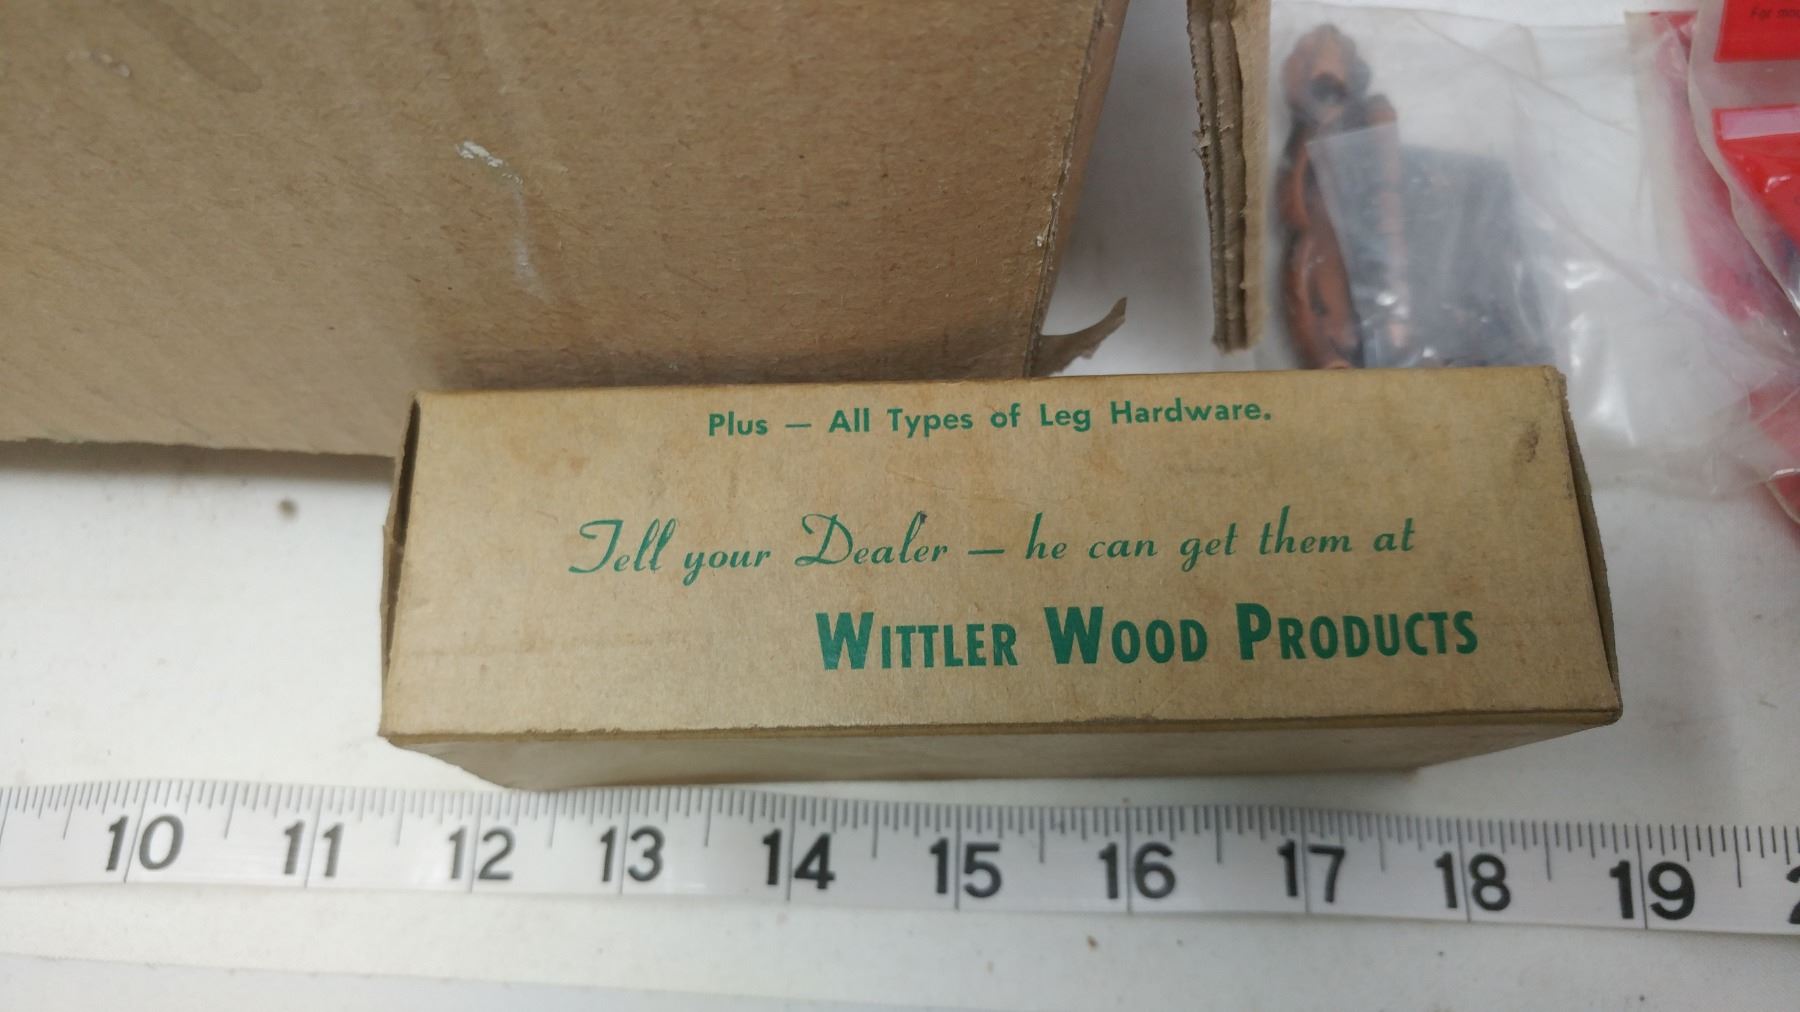 For
Plus — All Types of Leg Hardware.
Tell your Dealer — he can get them at
WITTLER WOOD PRODUCTS
10 11 12 13 14 15 16 17 18 19